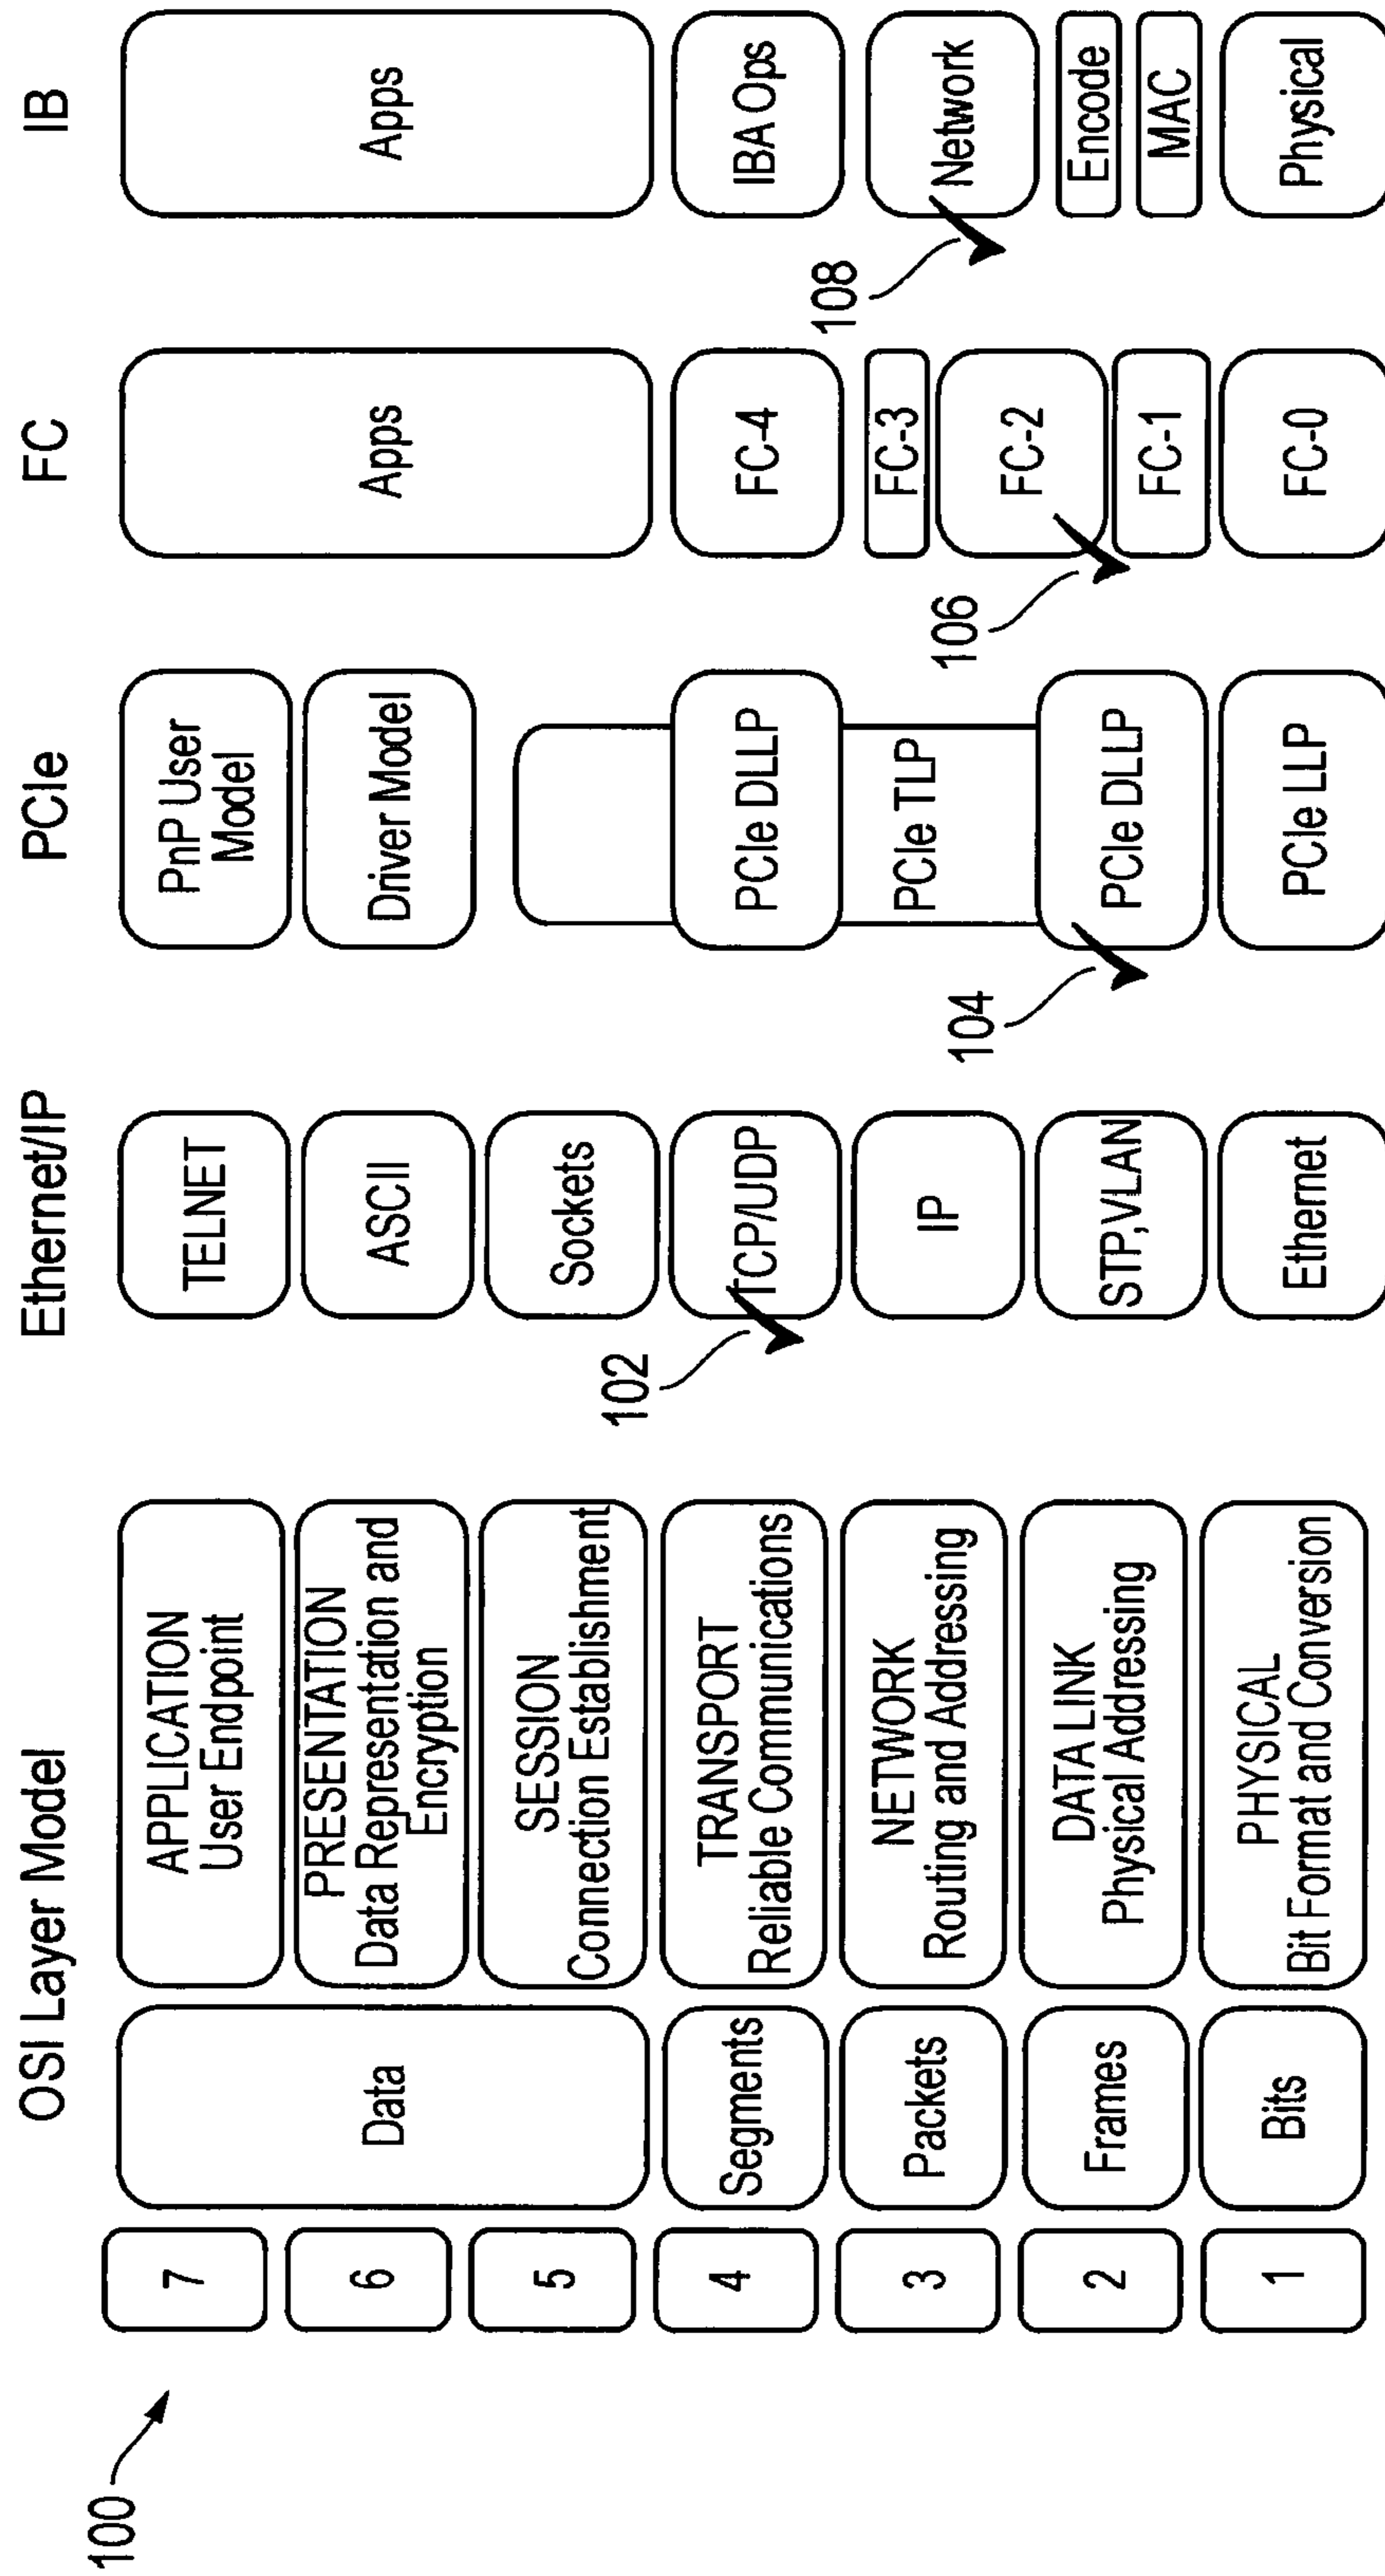 100
OSI Layer Model
7
6
5
4
3
2
1
Data
Segments
Packets
Frames
Bits
APPLICATION
User Endpoint
PRESENTATION
Data Representation and
Encryption
SESSION
Connection Establishment
TRANSPORT
Reliable Communications
NETWORK
Routing and Addressing
DATA LINK
Physical Addressing
PHYSICAL
Bit Format and Conversion
Ethernet/IP
TELNET
ASCII
Sockets
TCP/UDP
IP
STP,VLAN
Ethernet
102
PCIe
PnP User
Model
Driver Model
PCIe DLLP
PCIe TLP
PCIe DLLP
PCIe LLP
104
FC
Apps
FC-4
FC-3
FC-2
FC-1
FC-0
106
IB
Apps
IBA Ops
Network
Encode
MAC
Physical
108